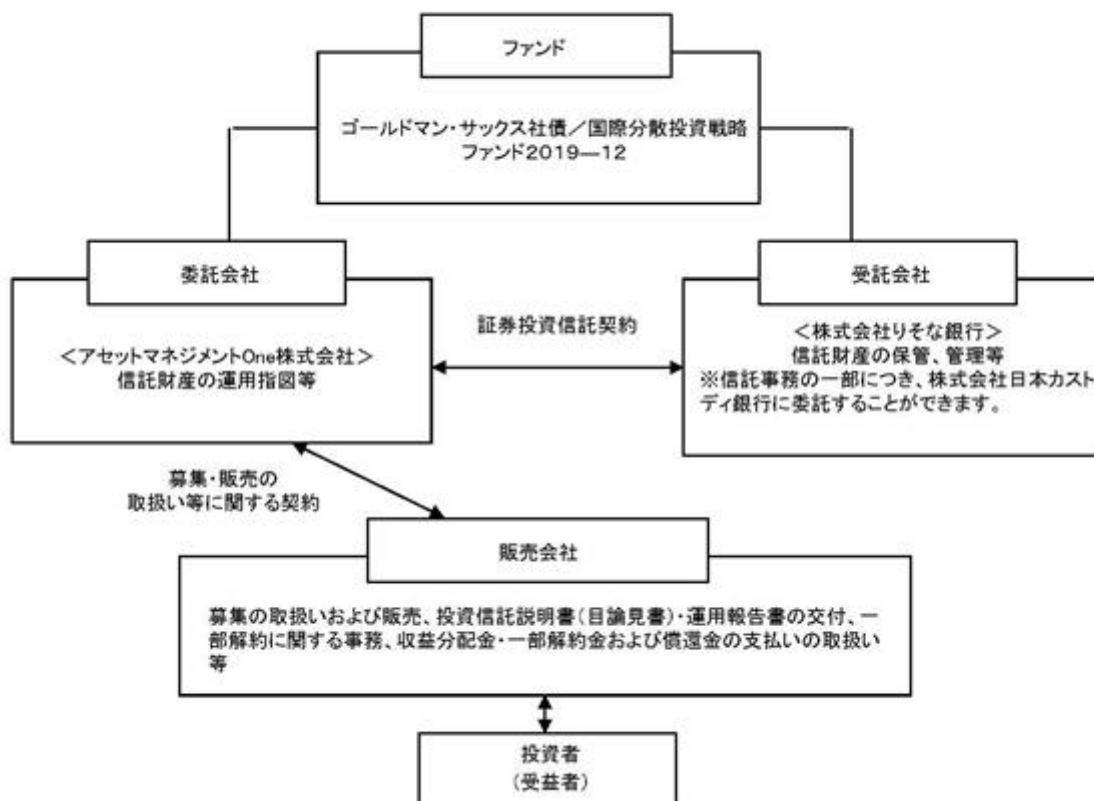 ファンド
ゴールドマン・サックス社債／国際分散投資戦略
ファンド2019―12
委託会社
＜アセットマネジメントOne株式会社＞
信託財産の運用指図等
証券投資信託契約
受託会社
＜株式会社りそな銀行＞
信託財産の保管、管理等
※信託事務の一部につき、株式会社日本カスト
ディ銀行に委託することができます。
募集・販売の
取扱い等に関する契約
販売会社
募集の取扱いおよび販売、投資信託説明書（目論見書）・運用報告書の交付、一
部解約に関する事務、収益分配金・一部解約金および償還金の支払いの取扱い
等
投資者
（受益者）